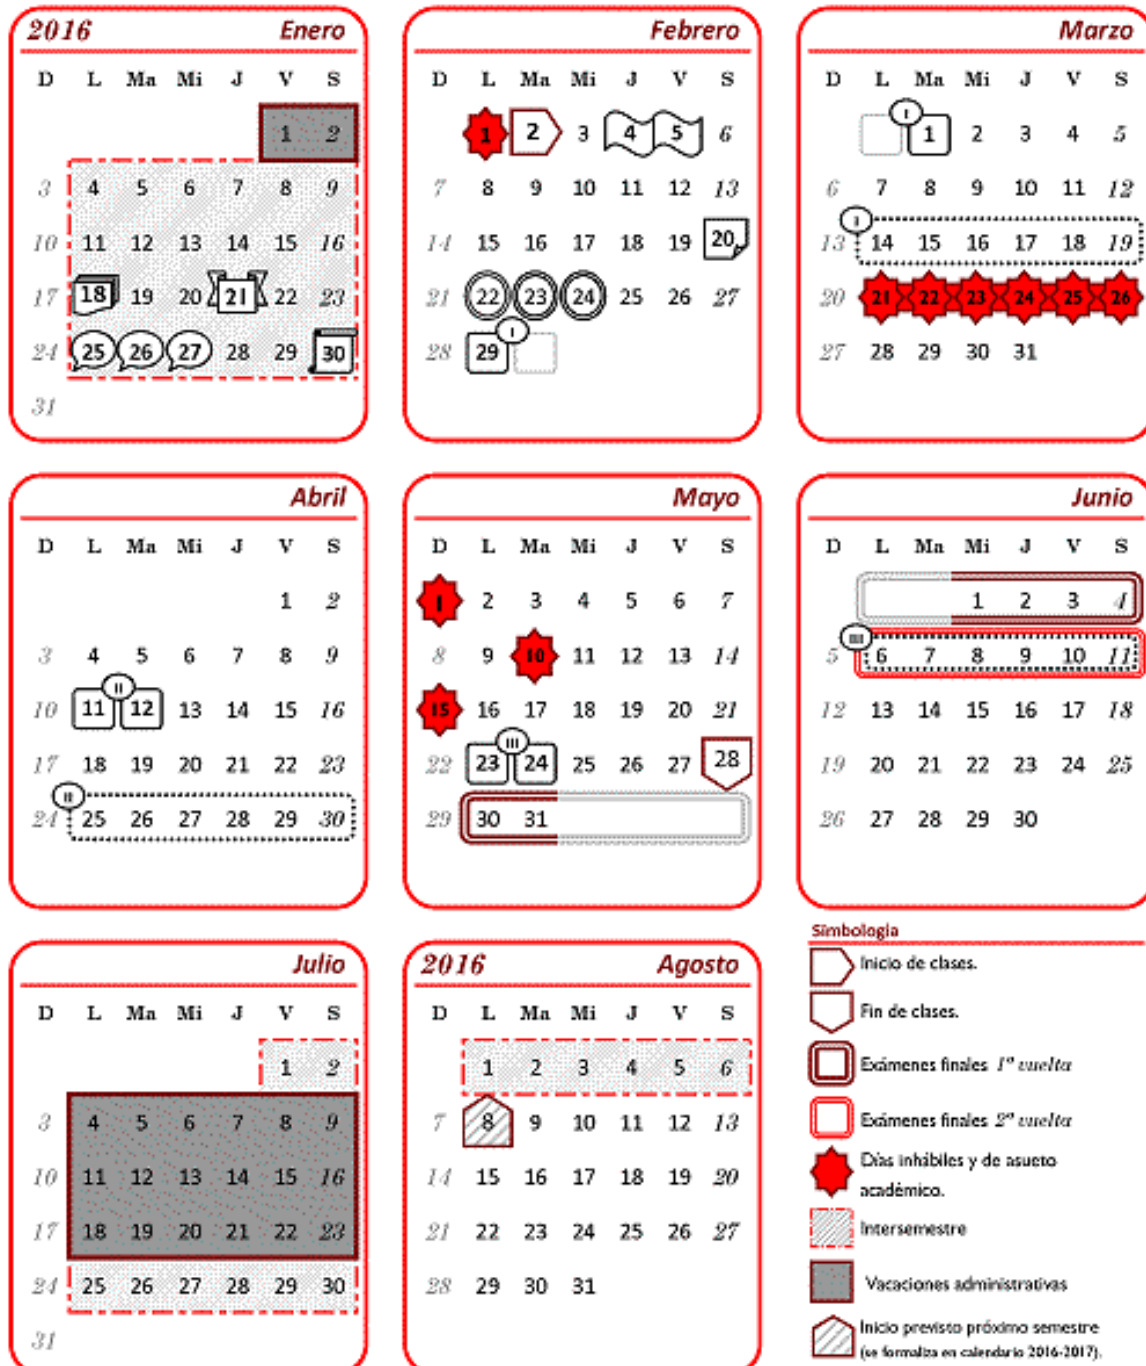 2016 Enero
D L Ma Mi J V S
1 2
3 4 5 6 7 8 9
10 11 12 13 14 15 16
17 18 19 20 21 22 23
24 25 26 27 28 29 30
31
Febrero
D L Ma Mi J V S
1 2 3 4 5 6
7 8 9 10 11 12 13
14 15 16 17 18 19 20
21 22 23 24 25 26 27
I
28 29
Marzo
D L Ma Mi J V S
I
1 2 3 4 5
6 7 8 9 10 11 12
I
13 14 15 16 17 18 19
20 21 22 23 24 25 26
27 28 29 30 31
Abril
D L Ma Mi J V S
1 2
3 4 5 6 7 8 9
II
10 11 12 13 14 15 16
17 18 19 20 21 22 23
II
24 25 26 27 28 29 30
Mayo
D L Ma Mi J V S
1 2 3 4 5 6 7
8 9 10 11 12 13 14
15 16 17 18 19 20 21
III
22 23 24 25 26 27 28
29 30 31
Junio
D L Ma Mi J V S
1 2 3 4
III
5 6 7 8 9 10 11
12 13 14 15 16 17 18
19 20 21 22 23 24 25
26 27 28 29 30
Julio
D L Ma Mi J V S
1 2
3 4 5 6 7 8 9
10 11 12 13 14 15 16
17 18 19 20 21 22 23
24 25 26 27 28 29 30
31
2016 Agosto
D L Ma Mi J V S
1 2 3 4 5 6
7 8 9 10 11 12 13
14 15 16 17 18 19 20
21 22 23 24 25 26 27
28 29 30 31
Simbología
Inicio de clases.
Fin de clases.
Exámenes finales 1ª vuelta
Exámenes finales 2ª vuelta
Días inhábiles y de asueto
académico.
Intersemestre
Vacaciones administrativas
Inicio previsto próximo semestre
(se formaliza en calendario 2016-2017).